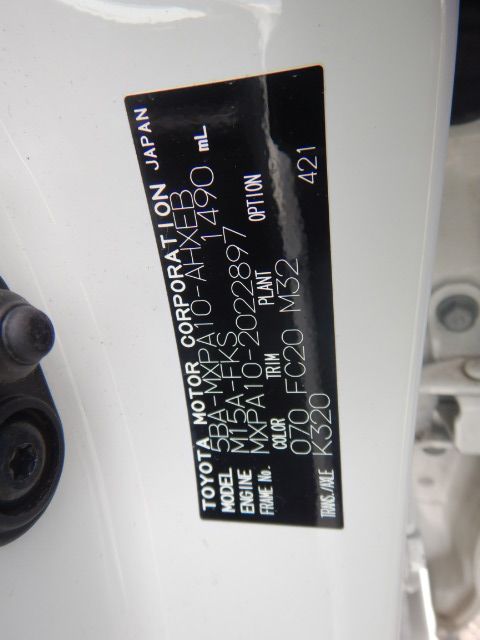 TOYOTA MOTOR CORPORATION JAPAN
MODEL 5BA-MXPA10-AHXEB
ENGINE M15A-FKS 1490 mL
FRAME No. MXPA10-2022897
COLOR TRIM PLANT OPTION
070 FC20 M32 421
K320
TRANS./AXLE